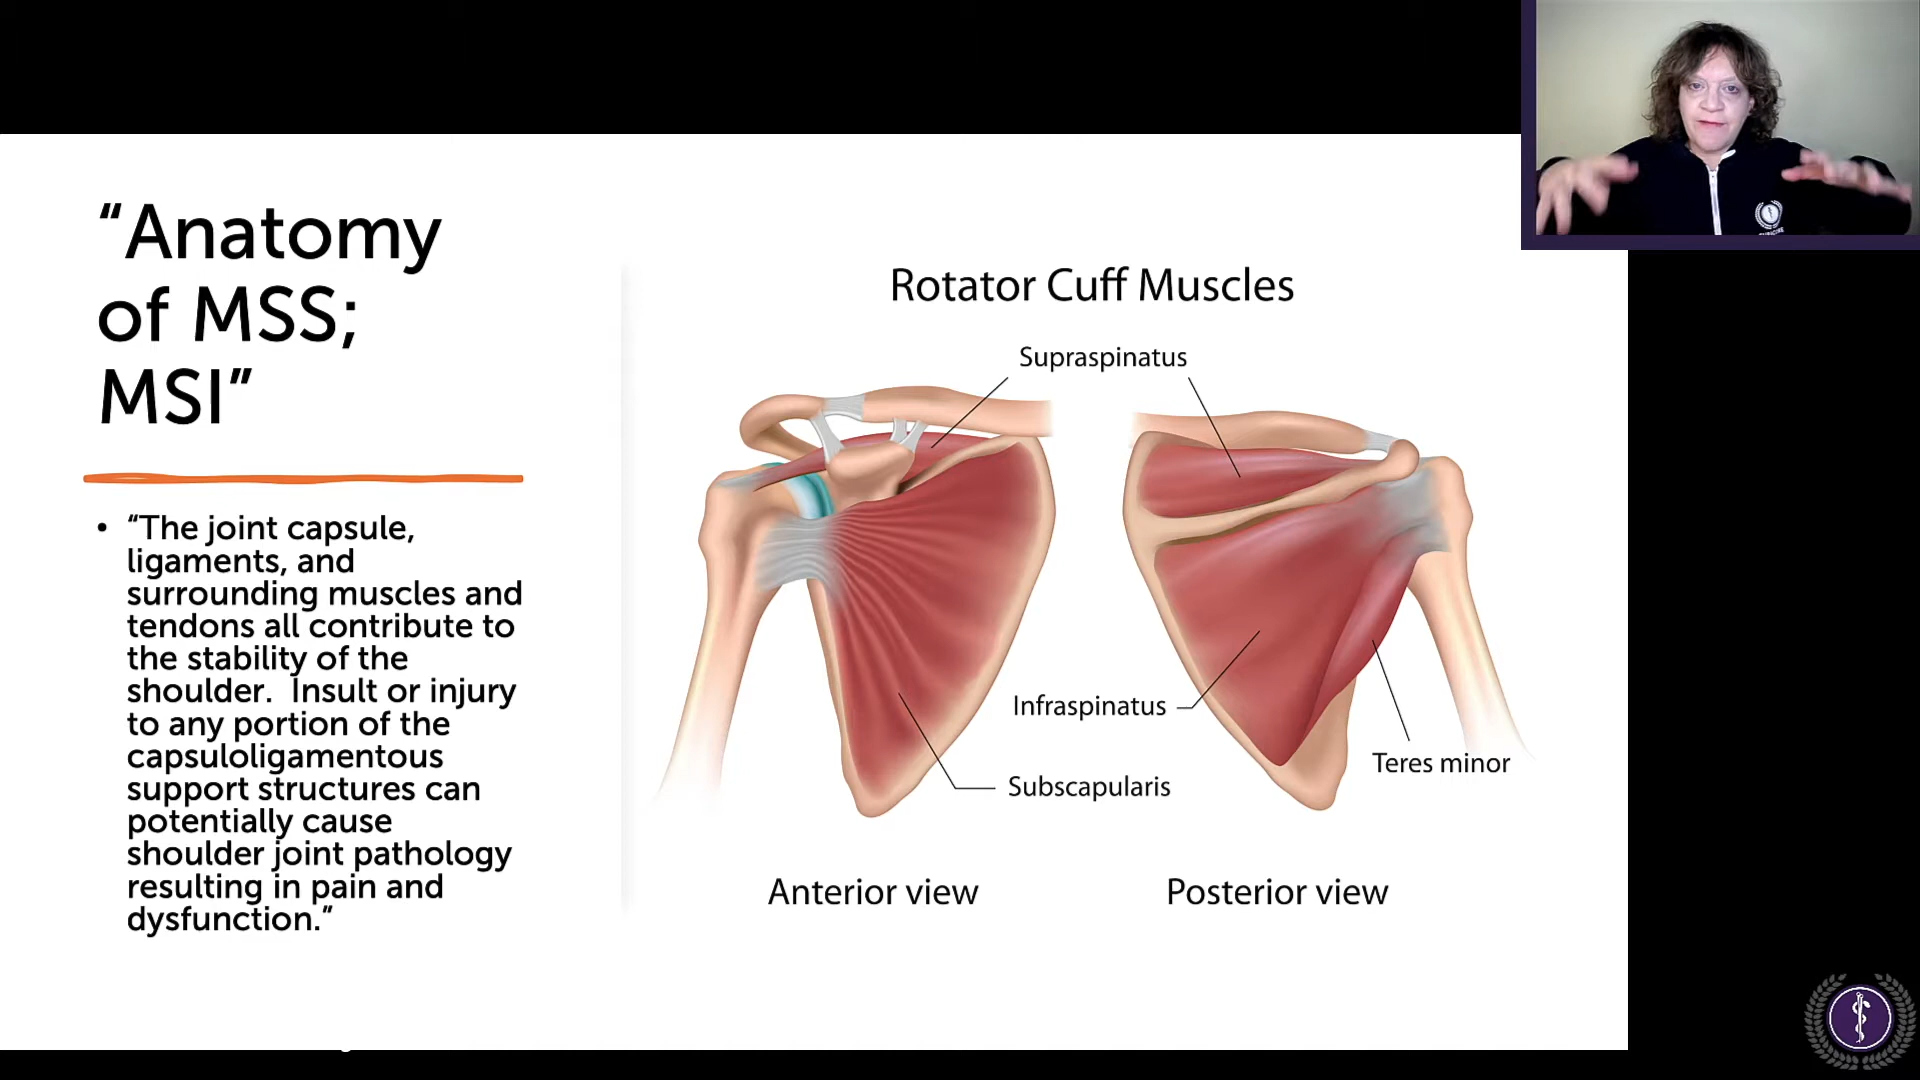 “Anatomy
of MSS;
MSI”
• “The joint capsule,
ligaments, and
surrounding muscles and
tendons all contribute to
the stability of the
shoulder.  Insult or injury
to any portion of the
capsuloligamentous
support structures can
potentially cause
shoulder joint pathology
resulting in pain and
dysfunction.”
Rotator Cuff Muscles
Supraspinatus
Infraspinatus
Subscapularis
Teres minor
Anterior view
Posterior view